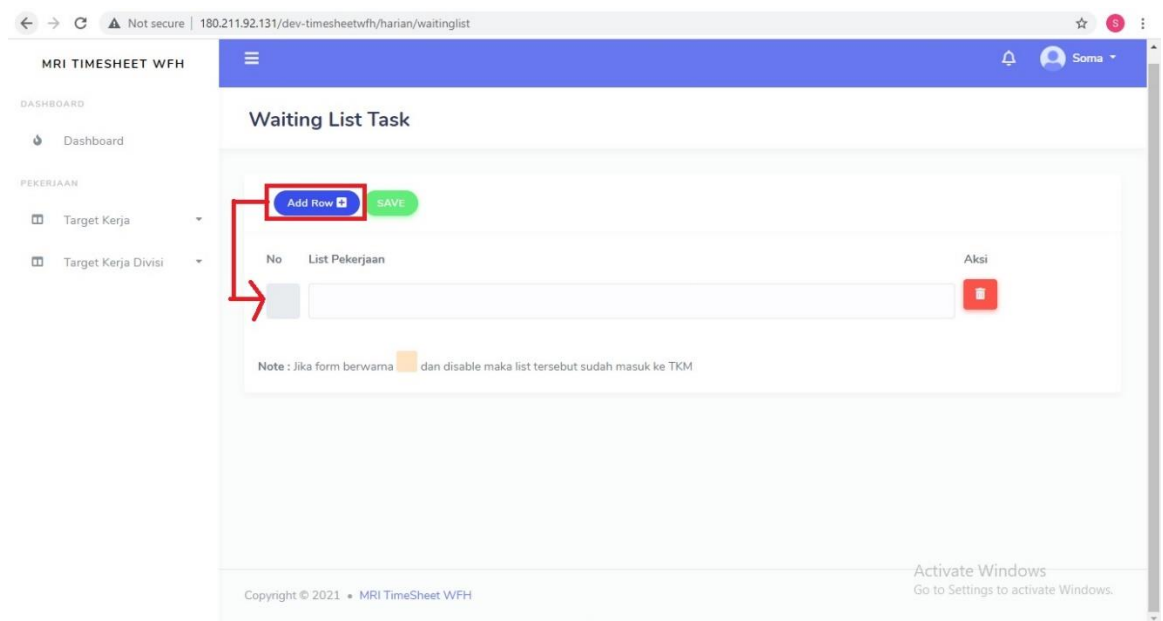 Not secure | 180.211.92.131/dev-timesheetwfh/harian/waitinglist
S
MRI TIMESHEET WFH
Soma
DASHBOARD
Dashboard
PEKERJAAN
Target Kerja
Target Kerja Divisi
Waiting List Task
Add Row
SAVE
No List Pekerjaan Aksi
Note : Jika form berwarna dan disable maka list tersebut sudah masuk ke TKM
Activate Windows
Go to Settings to activate Windows.
Copyright © 2021 • MRI TimeSheet WFH